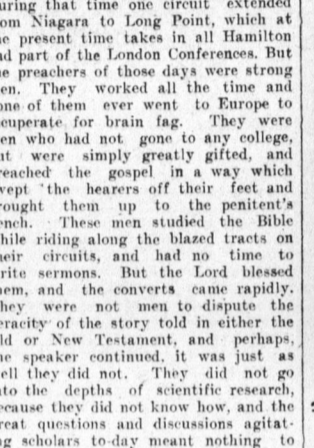 uring that time one circuit extended
om Niagara to Long Point, which at
e present time takes in all Hamilton
d part of the London Conferences. But
e preachers of those days were strong
en. They worked all the time and
one of them ever went to Europe to
cuperate for brain fag. They were
en who had not gone to any college,
ut were simply greatly gifted, and
reached the gospel in a way which
wept 'the hearers off their feet and
rought them up to the penitent's
ench. These men studied the Bible
hile riding along the blazed tracts on
eir circuits, and had no time to
rite sermons. But the Lord blessed
em, and the converts came rapidly.
hey were not men to dispute the
eracity of the story told in either the
ld or New Testament, and perhaps,
e speaker continued, it was just as
ell they did not. They did not go
to the depths of scientific research,
ecause they did not know how, and the
reat questions and discussions agitat-
g scholars to-day meant nothing to